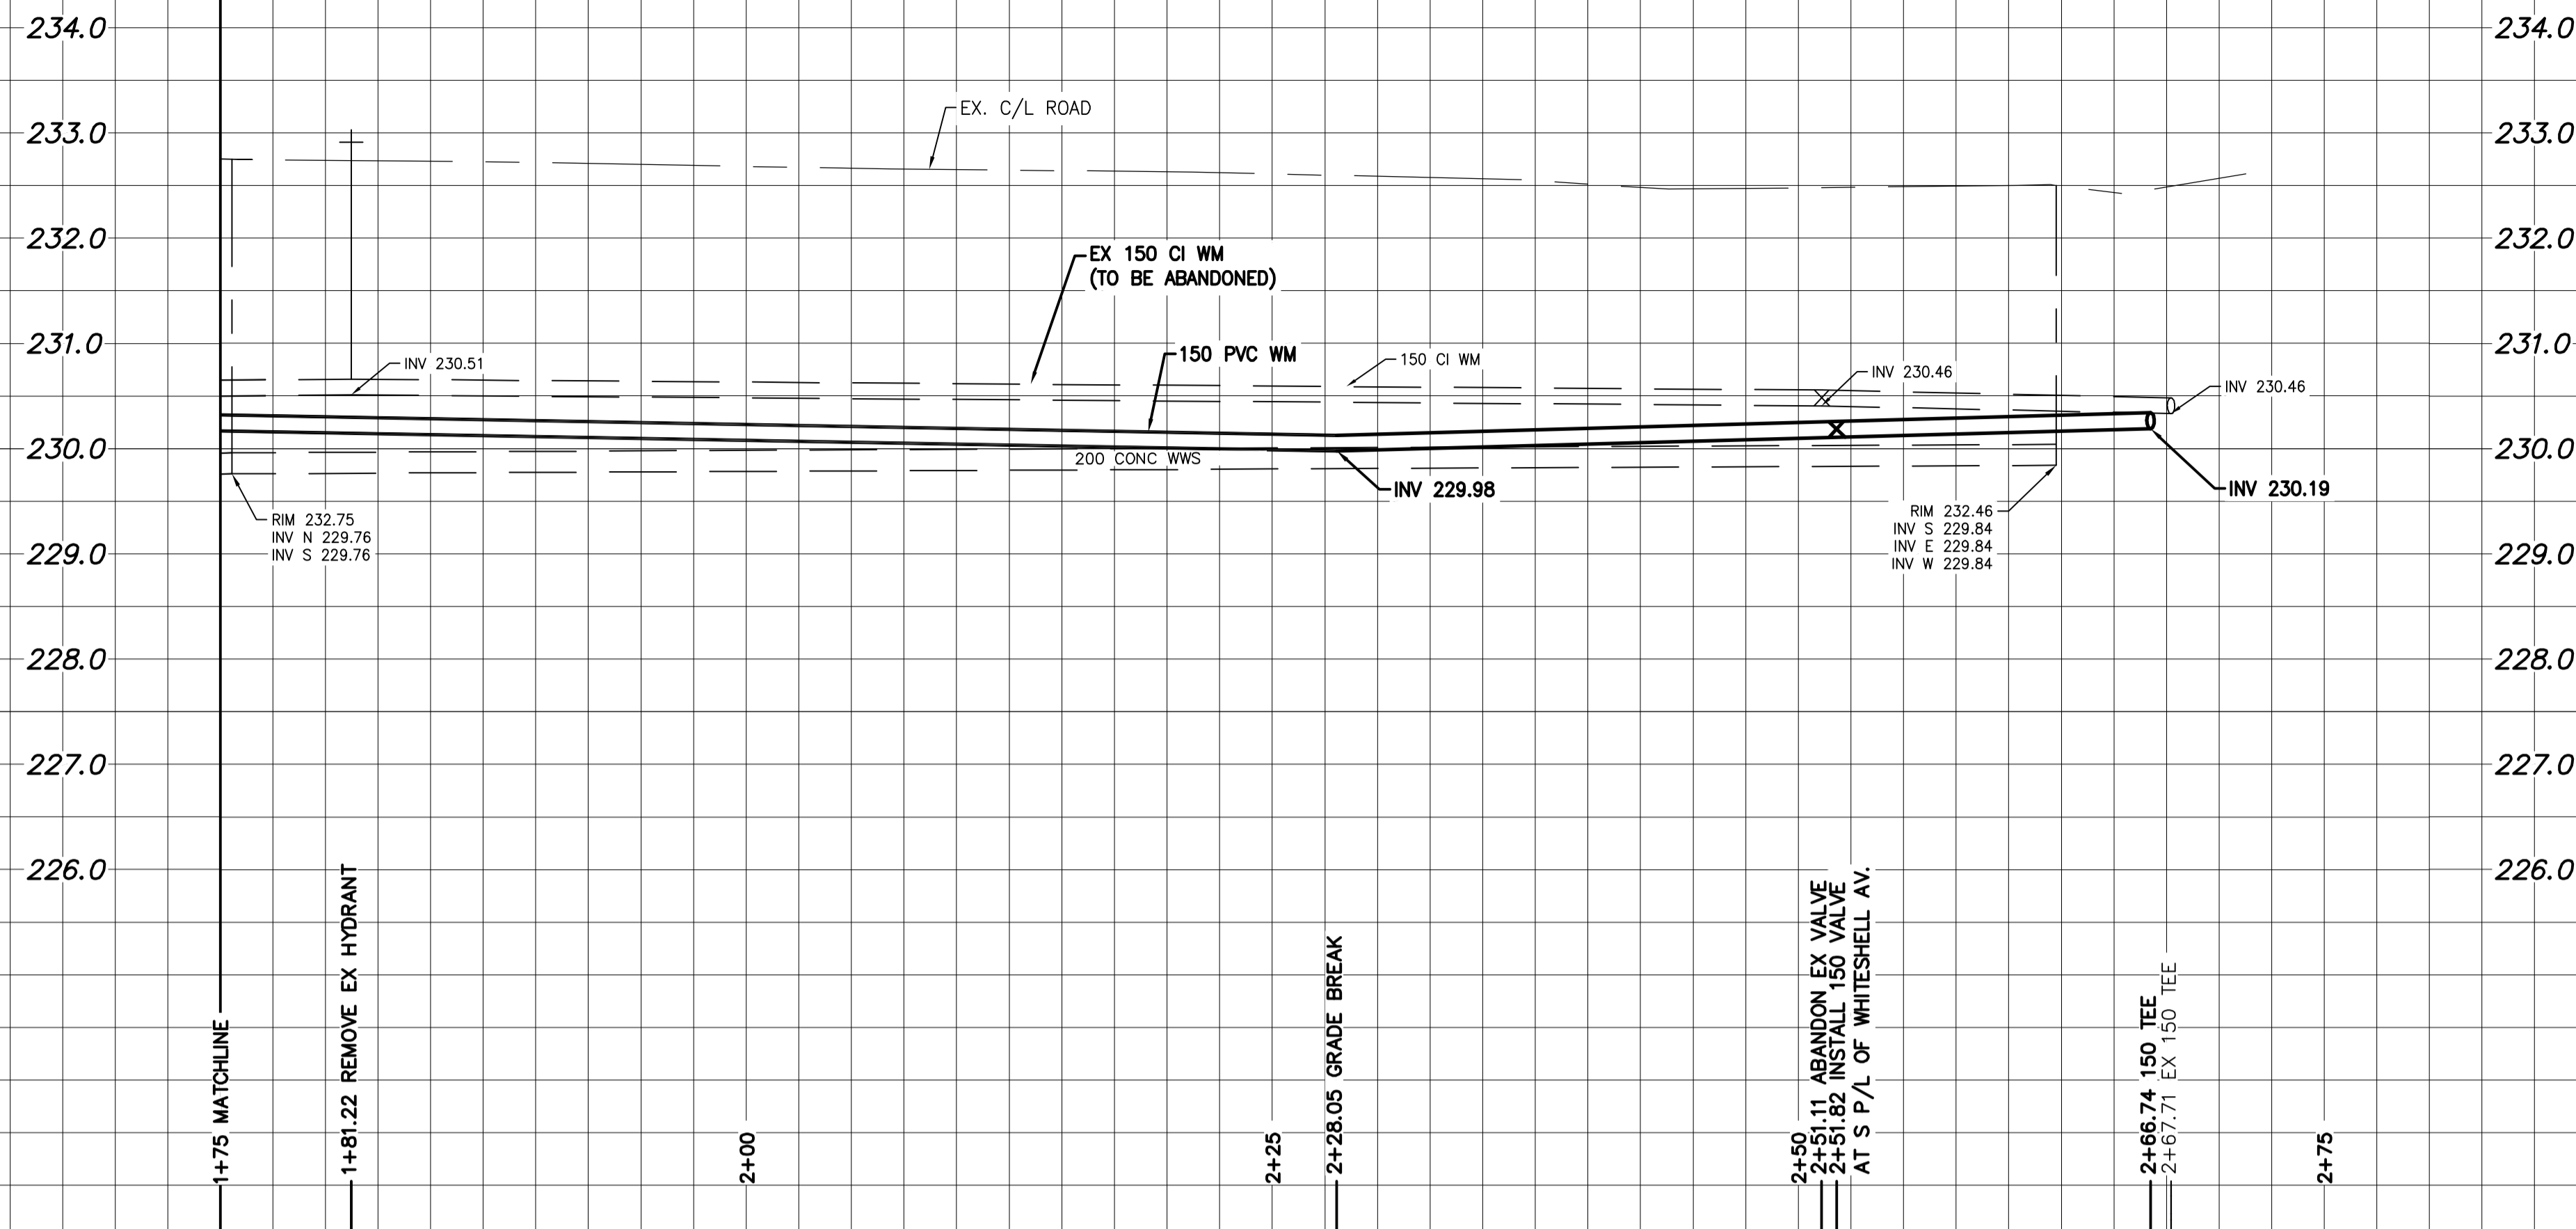 234.0
234.0
EX. C/L ROAD
233.0
233.0
232.0
232.0
EX 150 CI WM
(TO BE ABANDONED)
231.0
231.0
INV 230.51
150 PVC WM
150 CI WM
INV 230.46
INV 230.46
230.0
230.0
200 CONC WWS
INV 229.98
INV 230.19
RIM 232.75
INV N 229.76
INV S 229.76
RIM 232.46
INV S 229.84
INV E 229.84
INV W 229.84
229.0
229.0
228.0
228.0
227.0
227.0
226.0
226.0
1+75 MATCHLINE
1+81.22 REMOVE EX HYDRANT
2+00
2+25
2+28.05 GRADE BREAK
2+50
2+51.11 ABANDON EX VALVE
2+51.82 INSTALL 150 VALVE
AT S P/L OF WHITESHELL AV.
2+66.74 150 TEE
2+67.71 EX 150 TEE
2+75